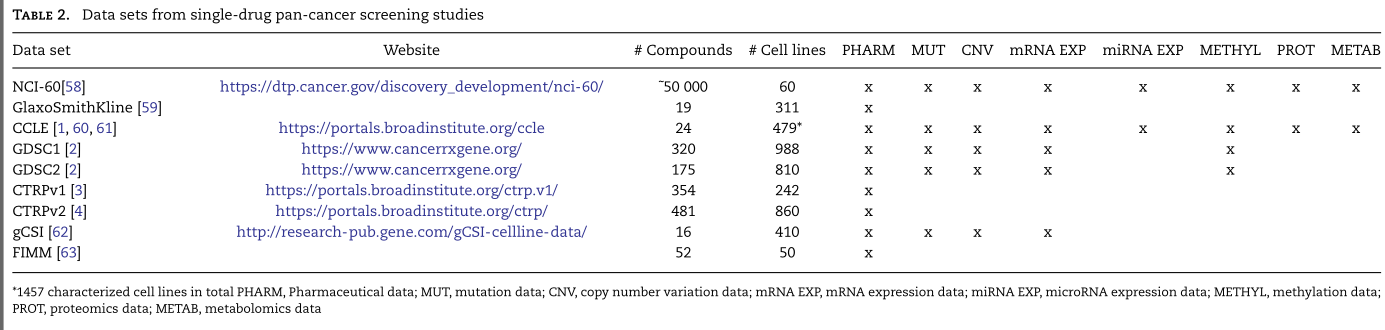 TABLE 2. Data sets from single-drug pan-cancer screening studies
Data set Website # Compounds # Cell lines PHARM MUT CNV mRNA EXP miRNA EXP METHYL PROT METAB
NCI-60[58] https://dtp.cancer.gov/discovery_development/nci-60/ ~50 000 60 x x x x x x x x
GlaxoSmithKline [59] 19 311 x
CCLE [1, 60, 61] https://portals.broadinstitute.org/ccle 24 479* x x x x x x x x
GDSC1 [2] https://www.cancerrxgene.org/ 320 988 x x x x x
GDSC2 [2] https://www.cancerrxgene.org/ 175 810 x x x x x
CTRPv1 [3] https://portals.broadinstitute.org/ctrp.v1/ 354 242 x
CTRPv2 [4] https://portals.broadinstitute.org/ctrp/ 481 860 x
gCSI [62] http://research-pub.gene.com/gCSI-cellline-data/ 16 410 x x x x
FIMM [63] 52 50 x
*1457 characterized cell lines in total PHARM, Pharmaceutical data; MUT, mutation data; CNV, copy number variation data; mRNA EXP, mRNA expression data; miRNA EXP, microRNA expression data; METHYL, methylation data;
PROT, proteomics data; METAB, metabolomics data